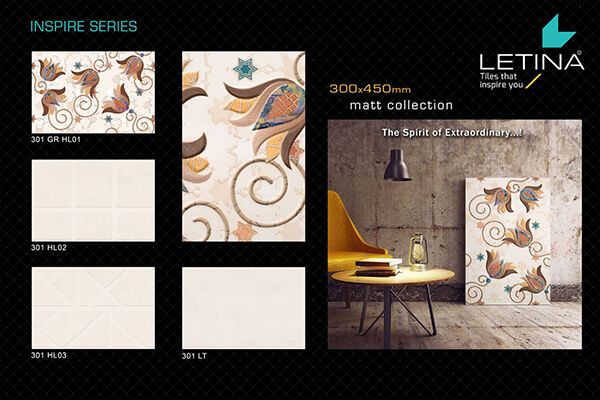 INSPIRE SERIES
LETINA®
Tiles that
inspire you
300x450mm
matt collection
The Spirit of Extraordinary...!
301 GR HL01
301 HL02
301 HL03
301 LT